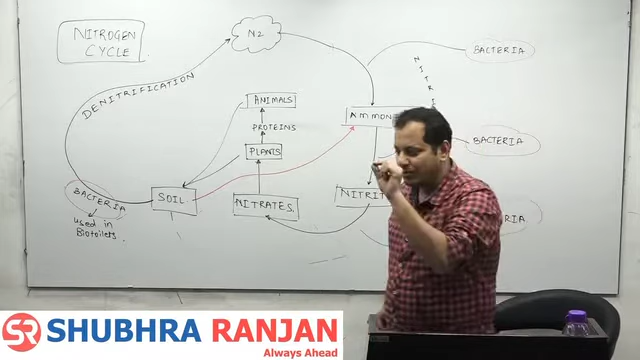 NITROGEN
CYCLE
N2
BACTERIA
DENITRIFICATION
ANIMALS
PROTEINS
PLANTS
BACTERIA
BACTERIA
used in
Biotoilets.
SOIL
NITRATES
SR SHUBHRA RANJAN
Always Ahead